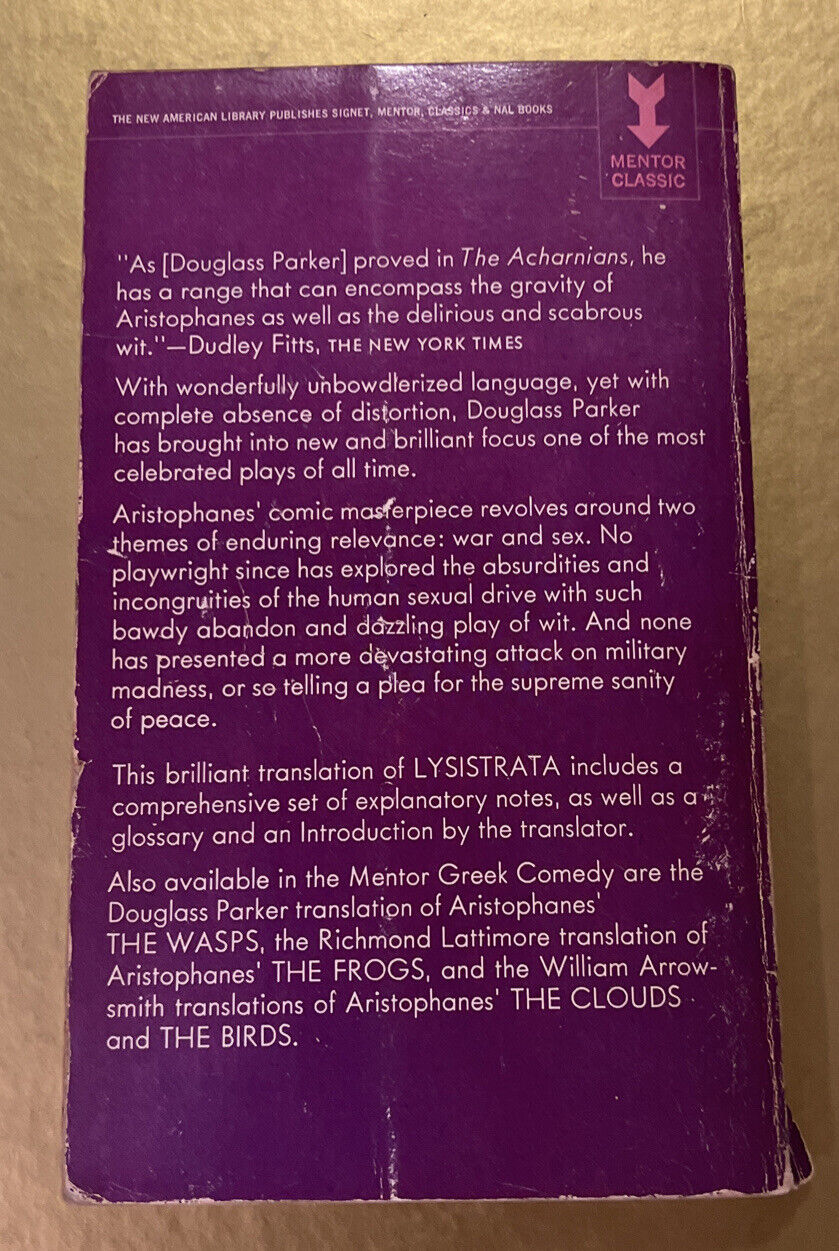 THE NEW AMERICAN LIBRARY PUBLISHES SIGNET, MENTOR, CLASSICS & NAL BOOKS
MENTOR
CLASSIC
"As [Douglass Parker] proved in The Acharnians, he
has a range that can encompass the gravity of
Aristophanes as well as the delirious and scabrous
wit."—Dudley Fitts, THE NEW YORK TIMES
With wonderfully unbowdlerized language, yet with
complete absence of distortion, Douglass Parker
has brought into new and brilliant focus one of the most
celebrated plays of all time.
Aristophanes' comic masterpiece revolves around two
themes of enduring relevance: war and sex. No
playwright since has explored the absurdities and
incongruities of the human sexual drive with such
bawdy abandon and dazzling play of wit. And none
has presented a more devastating attack on military
madness, or so telling a plea for the supreme sanity
of peace.
This brilliant translation of LYSISTRATA includes a
comprehensive set of explanatory notes, as well as a
glossary and an Introduction by the translator.
Also available in the Mentor Greek Comedy are the
Douglass Parker translation of Aristophanes'
THE WASPS, the Richmond Lattimore translation of
Aristophanes' THE FROGS, and the William Arrow-
smith translations of Aristophanes' THE CLOUDS
and THE BIRDS.